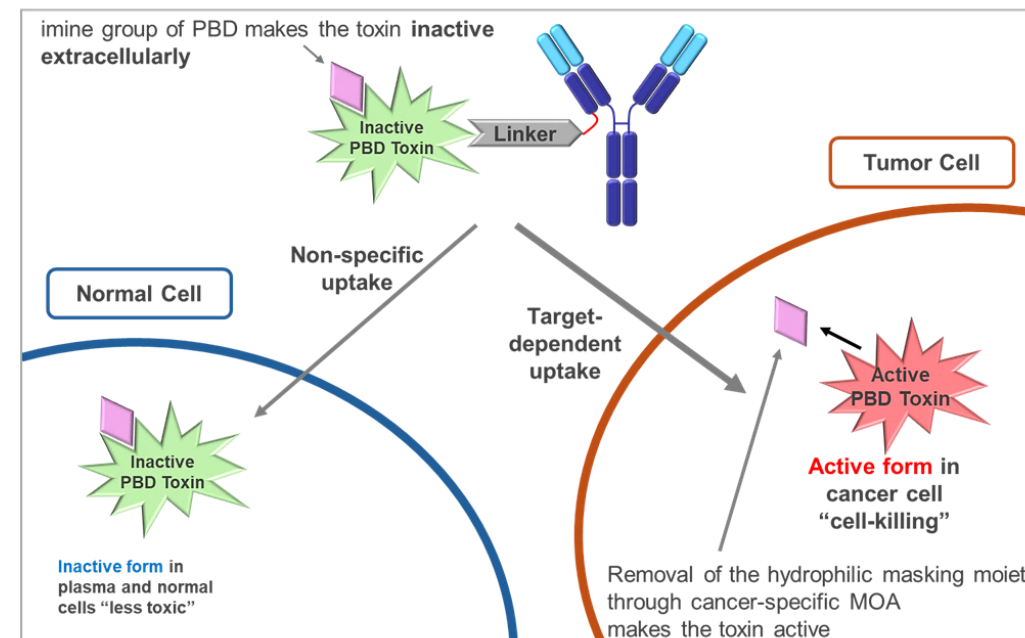 imine group of PBD makes the toxin inactive
extracellularly
Inactive
PBD Toxin
Linker
Tumor Cell
Non-specific
uptake
Normal Cell
Target-
dependent
uptake
Active
PBD Toxin
Inactive
PBD Toxin
Active form in
cancer cell
“cell-killing”
Inactive form in
plasma and normal
cells “less toxic”
Removal of the hydrophilic masking moiet
through cancer-specific MOA
makes the toxin active